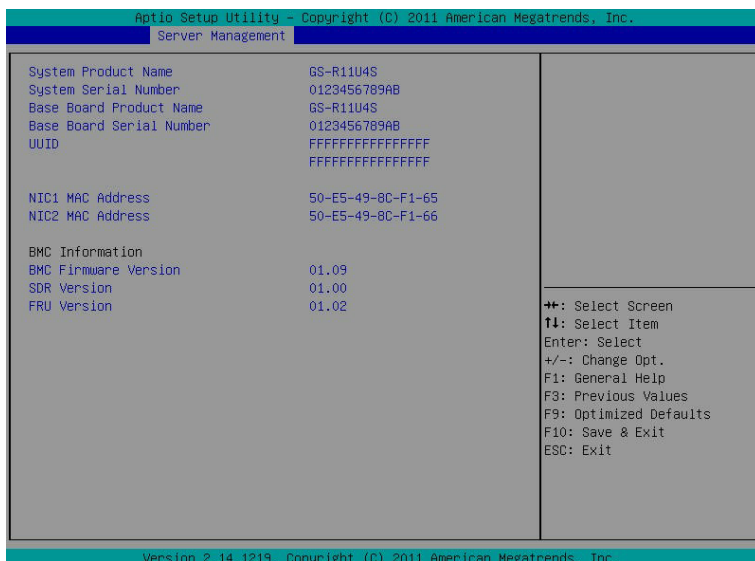 Aptio Setup Utility – Copyright (C) 2011 American Megatrends, Inc.
Server Management
System Product Name GS-R11U4S
System Serial Number 0123456789AB
Base Board Product Name GS-R11U4S
Base Board Serial Number 0123456789AB
UUID FFFFFFFFFFFFFFFF
FFFFFFFFFFFFFFFF
NIC1 MAC Address 50-E5-49-8C-F1-65
NIC2 MAC Address 50-E5-49-8C-F1-66
BMC Information
BMC Firmware Version 01.09
SDR Version 01.00
FRU Version 01.02
→←: Select Screen
↑↓: Select Item
Enter: Select
+/-: Change Opt.
F1: General Help
F3: Previous Values
F9: Optimized Defaults
F10: Save & Exit
ESC: Exit
Version 2.14.1219. Copyright (C) 2011 American Megatrends, Inc.